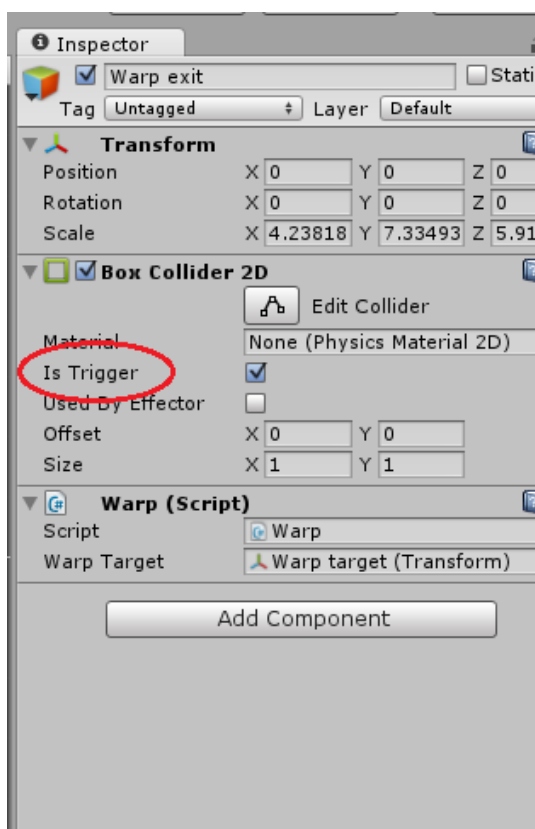 Inspector
Warp exit Stati
Tag Untagged Layer Default
Transform
Position X 0 Y 0 Z 0
Rotation X 0 Y 0 Z 0
Scale X 4.23818 Y 7.33493 Z 5.91
Box Collider 2D
Edit Collider
Material None (Physics Material 2D)
Is Trigger
Used By Effector
Offset X 0 Y 0
Size X 1 Y 1
Warp (Script)
Script Warp
Warp Target Warp target (Transform)
Add Component